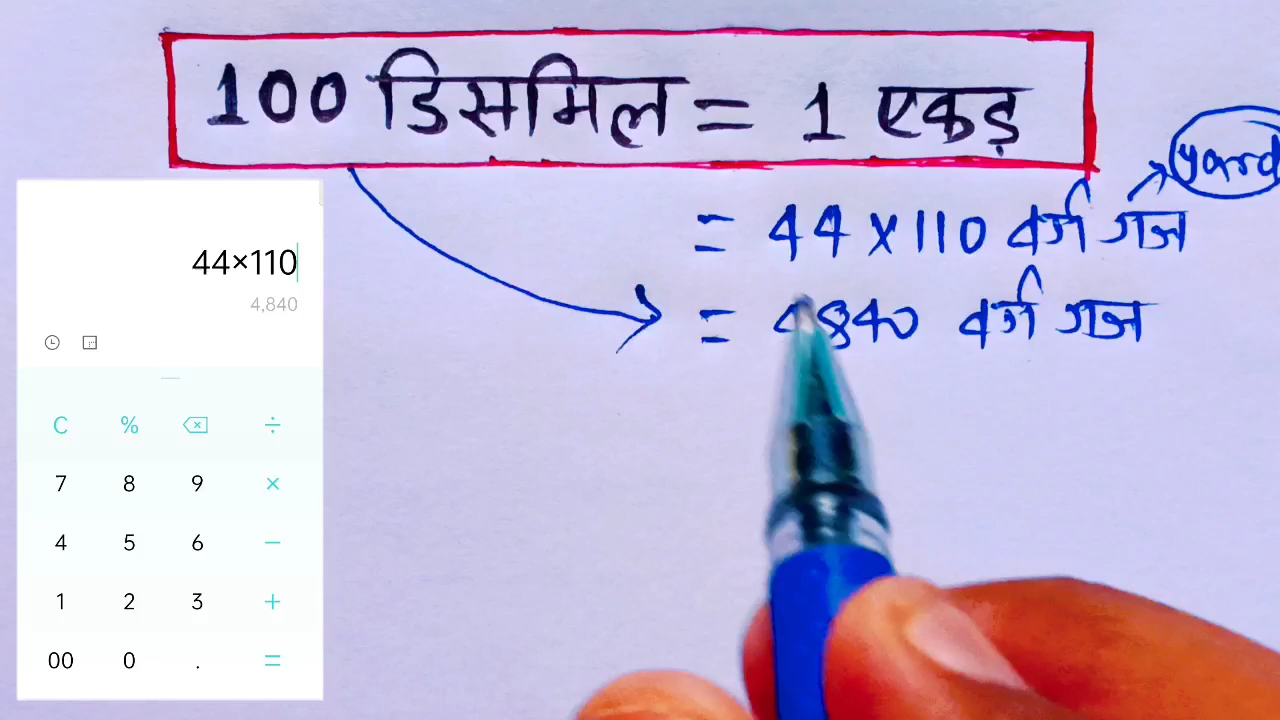 100 डिसमिल = 1 एकड़
yard
= 44 x 110 वर्ग गज
= 4840 वर्ग गज
44×110
4,840
C % ÷
7 8 9 ×
4 5 6 −
1 2 3 +
00 0 . =